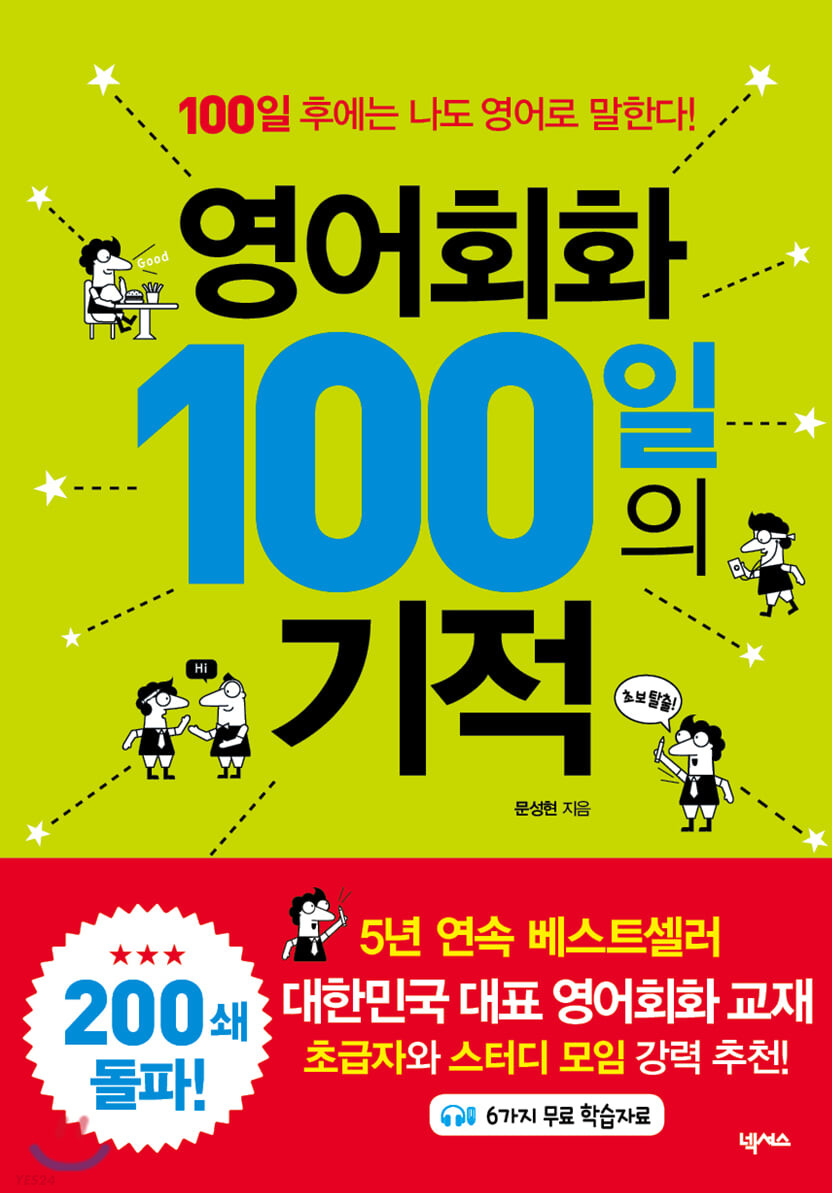 100일 후에는 나도 영어로 말한다!
영어회화
Good
100일
의
기적
Hi
초보 탈출!
문성현 지음
5년 연속 베스트셀러
대한민국 대표 영어회화 교재
초급자와 스터디 모임 강력 추천!
200쇄
돌파!
6가지 무료 학습자료
넥서스
YES24